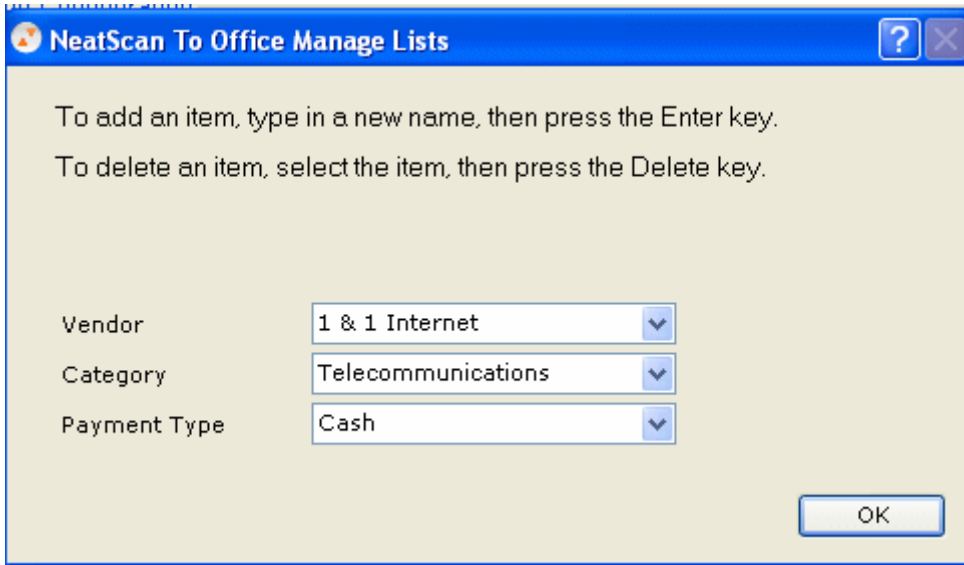 NeatScan To Office Manage Lists
?
To add an item, type in a new name, then press the Enter key.
To delete an item, select the item, then press the Delete key.
Vendor 1 & 1 Internet
Category Telecommunications
Payment Type Cash
OK